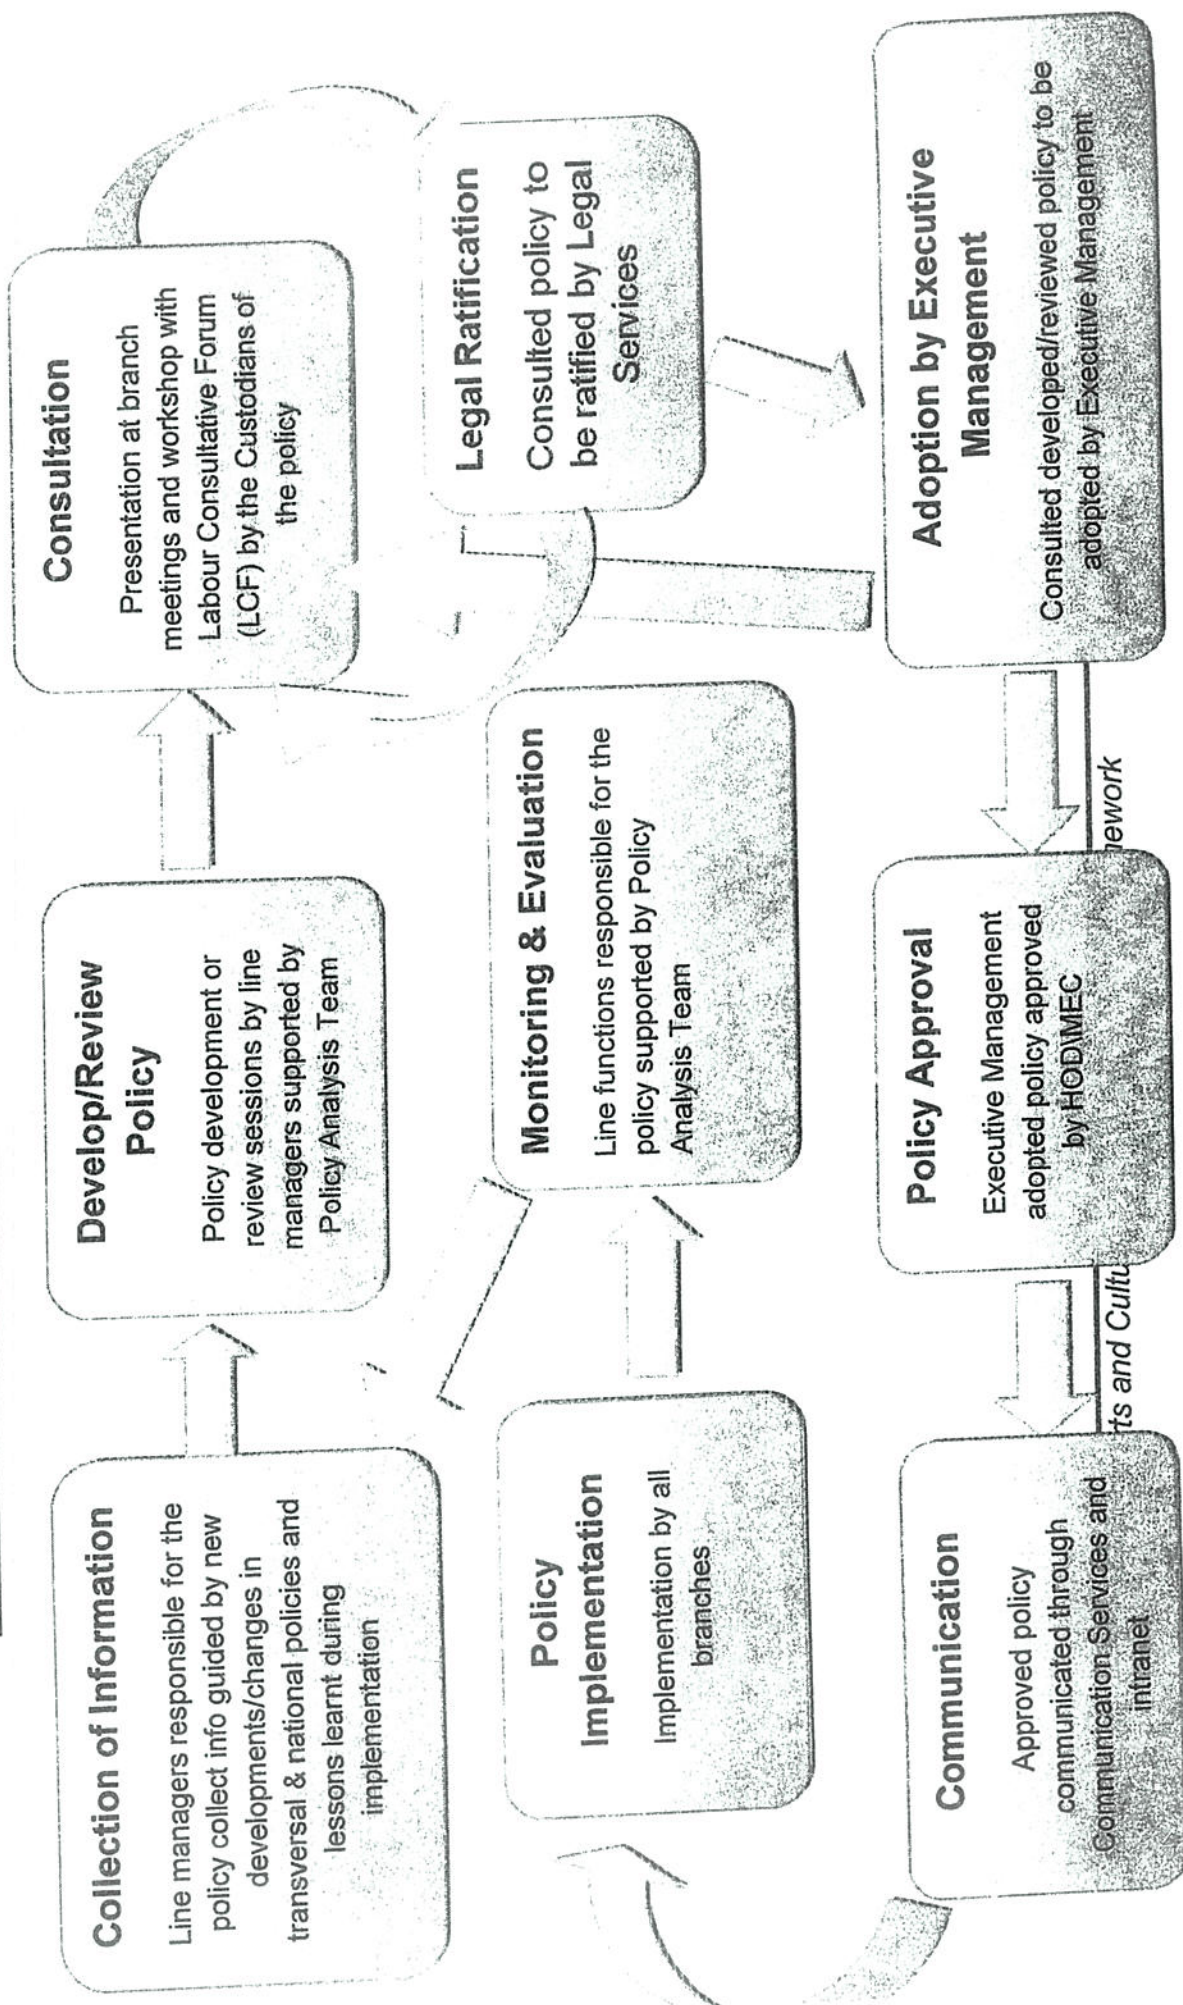 Collection of Information
Line managers responsible for the
policy collect info guided by new
developments/changes in
transversal & national policies and
lessons learnt during
implementation
Develop/Review
Policy
Policy development or
review sessions by line
managers supported by
Policy Analysis Team
Consultation
Presentation at branch
meetings and workshop with
Labour Consultative Forum
(LCF) by the Custodians of
the policy
Legal Ratification
Consulted policy to
be ratified by Legal
Services
Adoption by Executive
Management
Consulted developed/reviewed policy to be
adopted by Executive Management
Policy Approval
Executive Management
adopted policy approved
by HOD\MEC
Communication
Approved policy
communicated through
Communication Services and
intranet
Policy
Implementation
Implementation by all
branches
Monitoring & Evaluation
Line functions responsible for the
policy supported by Policy
Analysis Team
rts and Cultu
ework